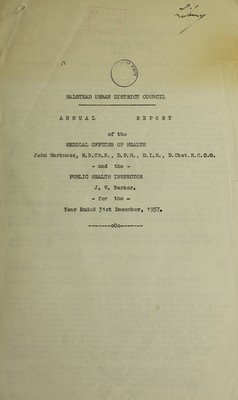 HALSTEAD URBAN DISTRICT COUNCIL
ANNUAL REPORT
of the
MEDICAL OFFICER OF HEALTH
John Harkness, M.B.Ch.B., D.P.H., D.I.H., D.Obst.R.C.O.G.
- and the -
PUBLIC HEALTH INSPECTOR
J. W. Barker.
- for the -
Year Ended 31st December, 1957.
-------oOo-------